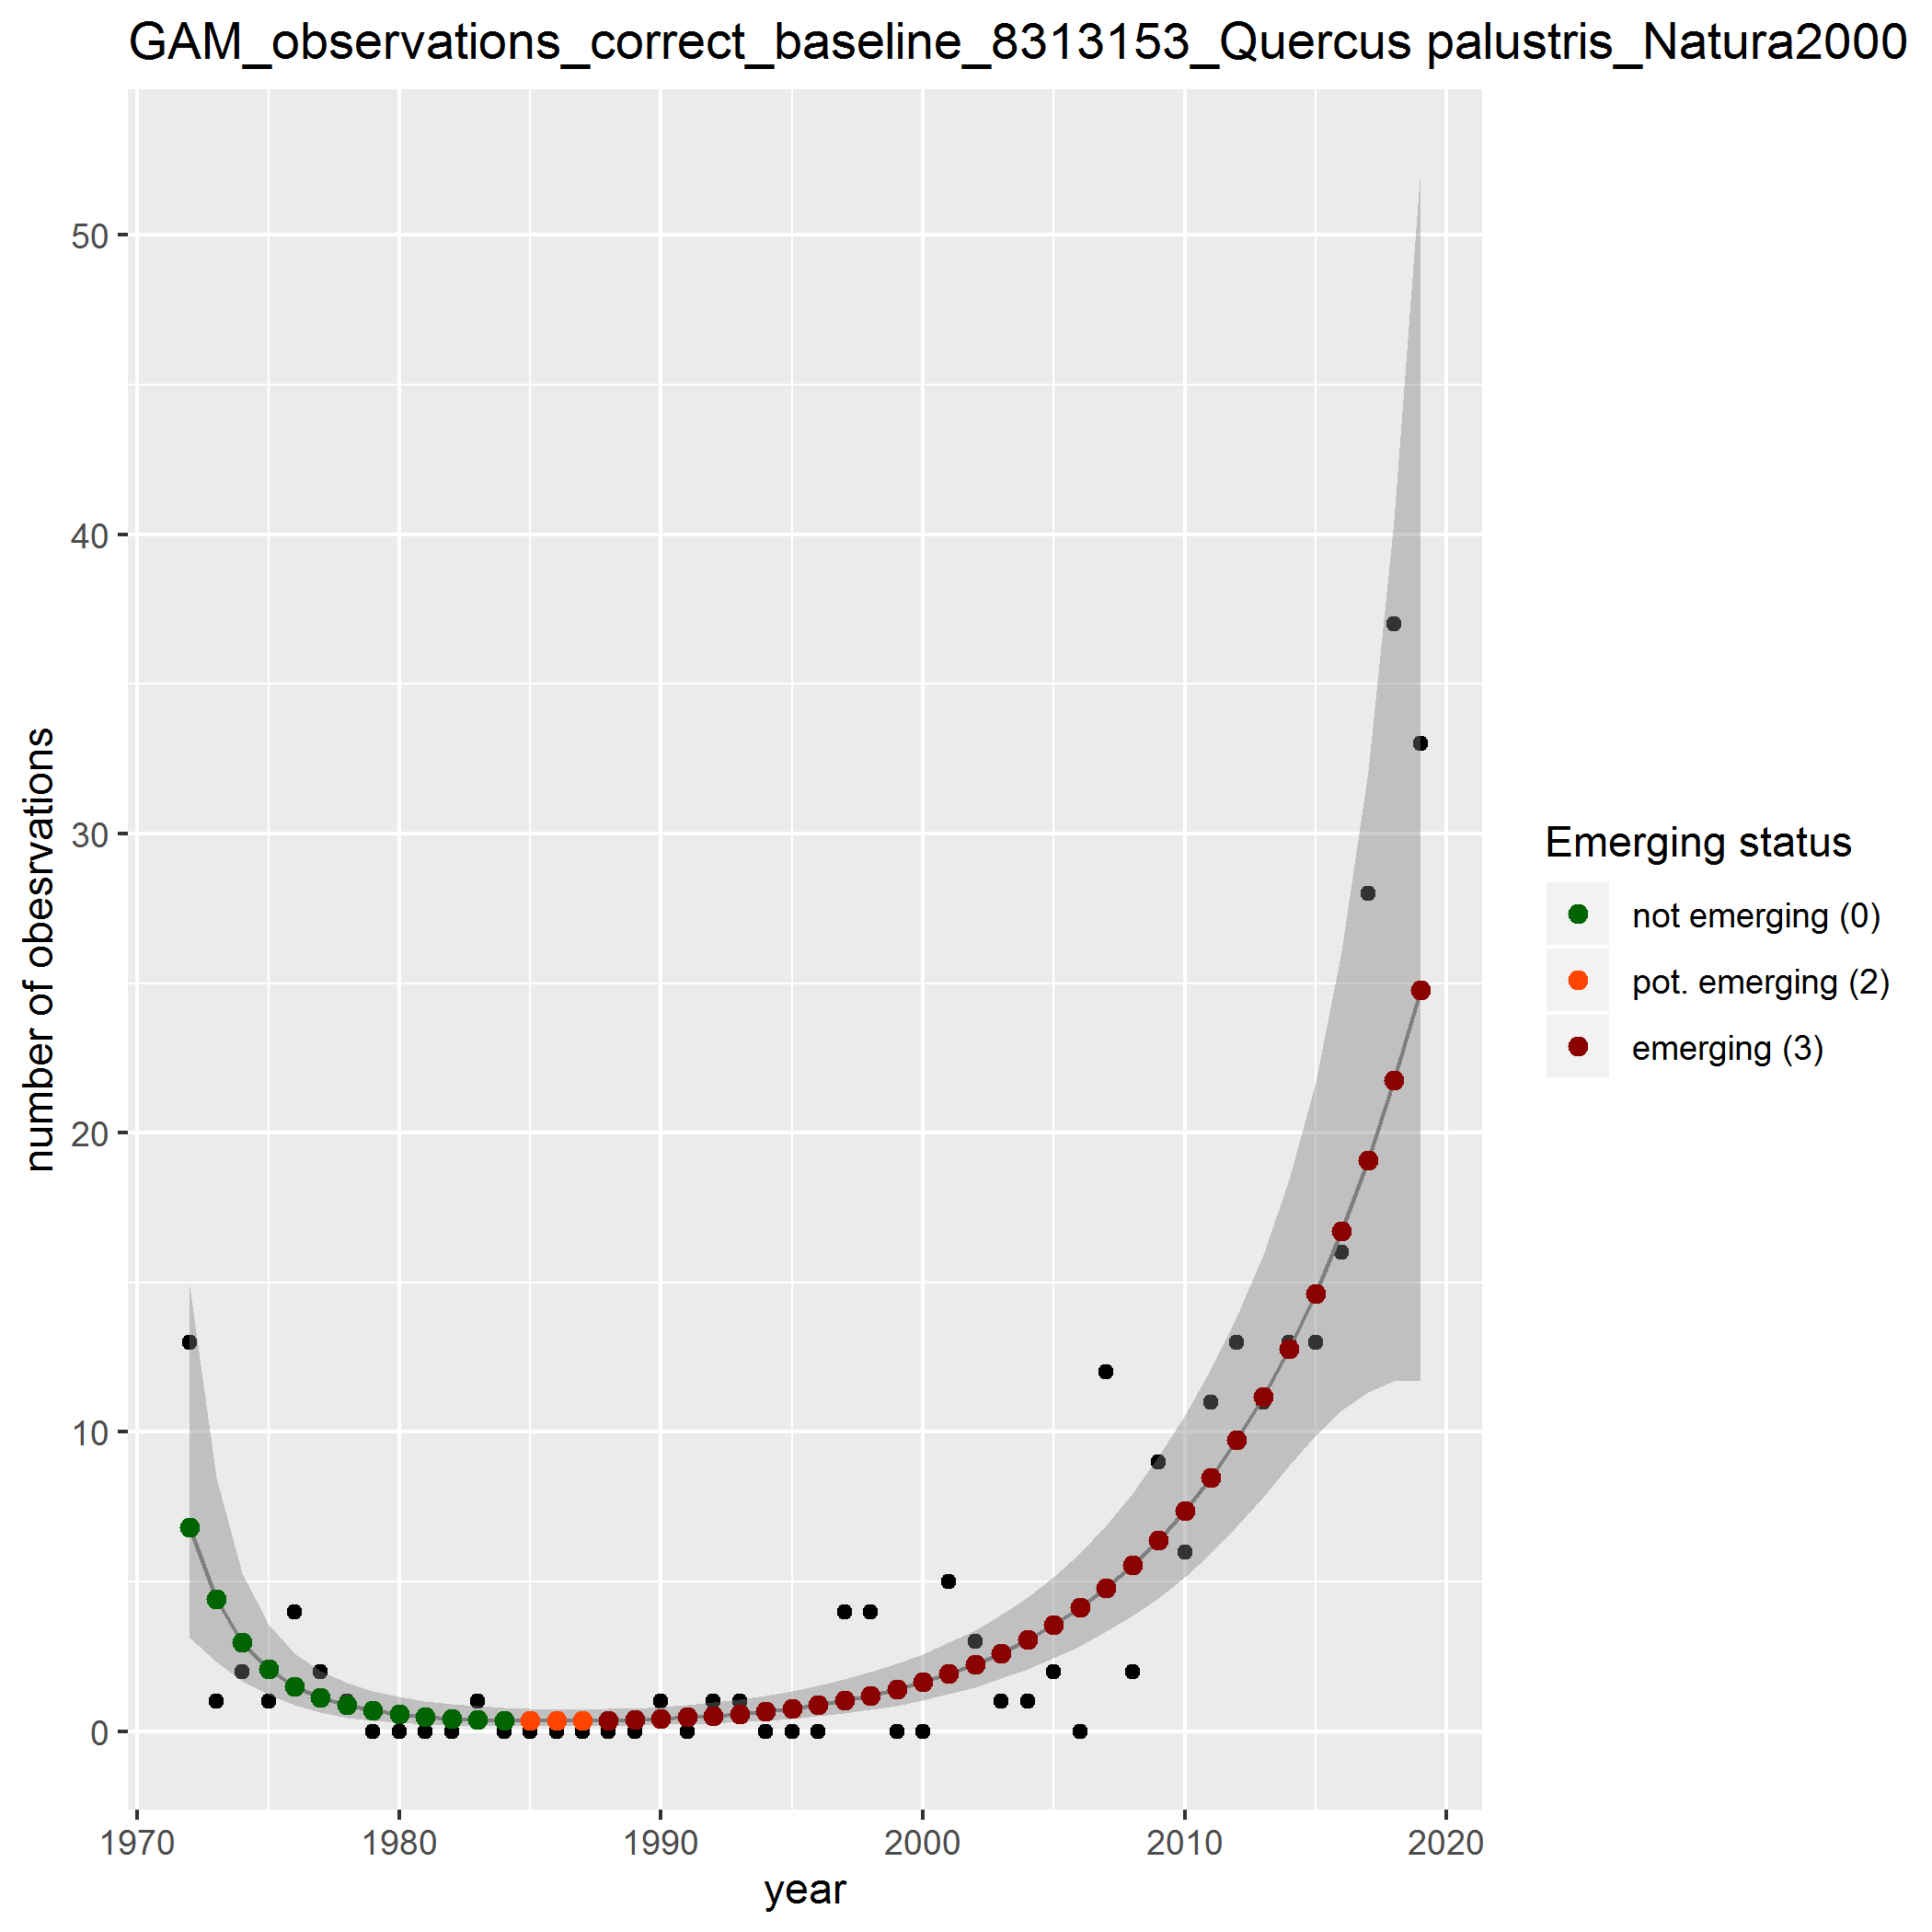 GAM_observations_correct_baseline_8313153_Quercus palustris_Natura2000
50
40
30
20
10
0
number of obesrvations
1970
1980
1990
2000
2010
2020
year
Emerging status
not emerging (0)
pot. emerging (2)
emerging (3)